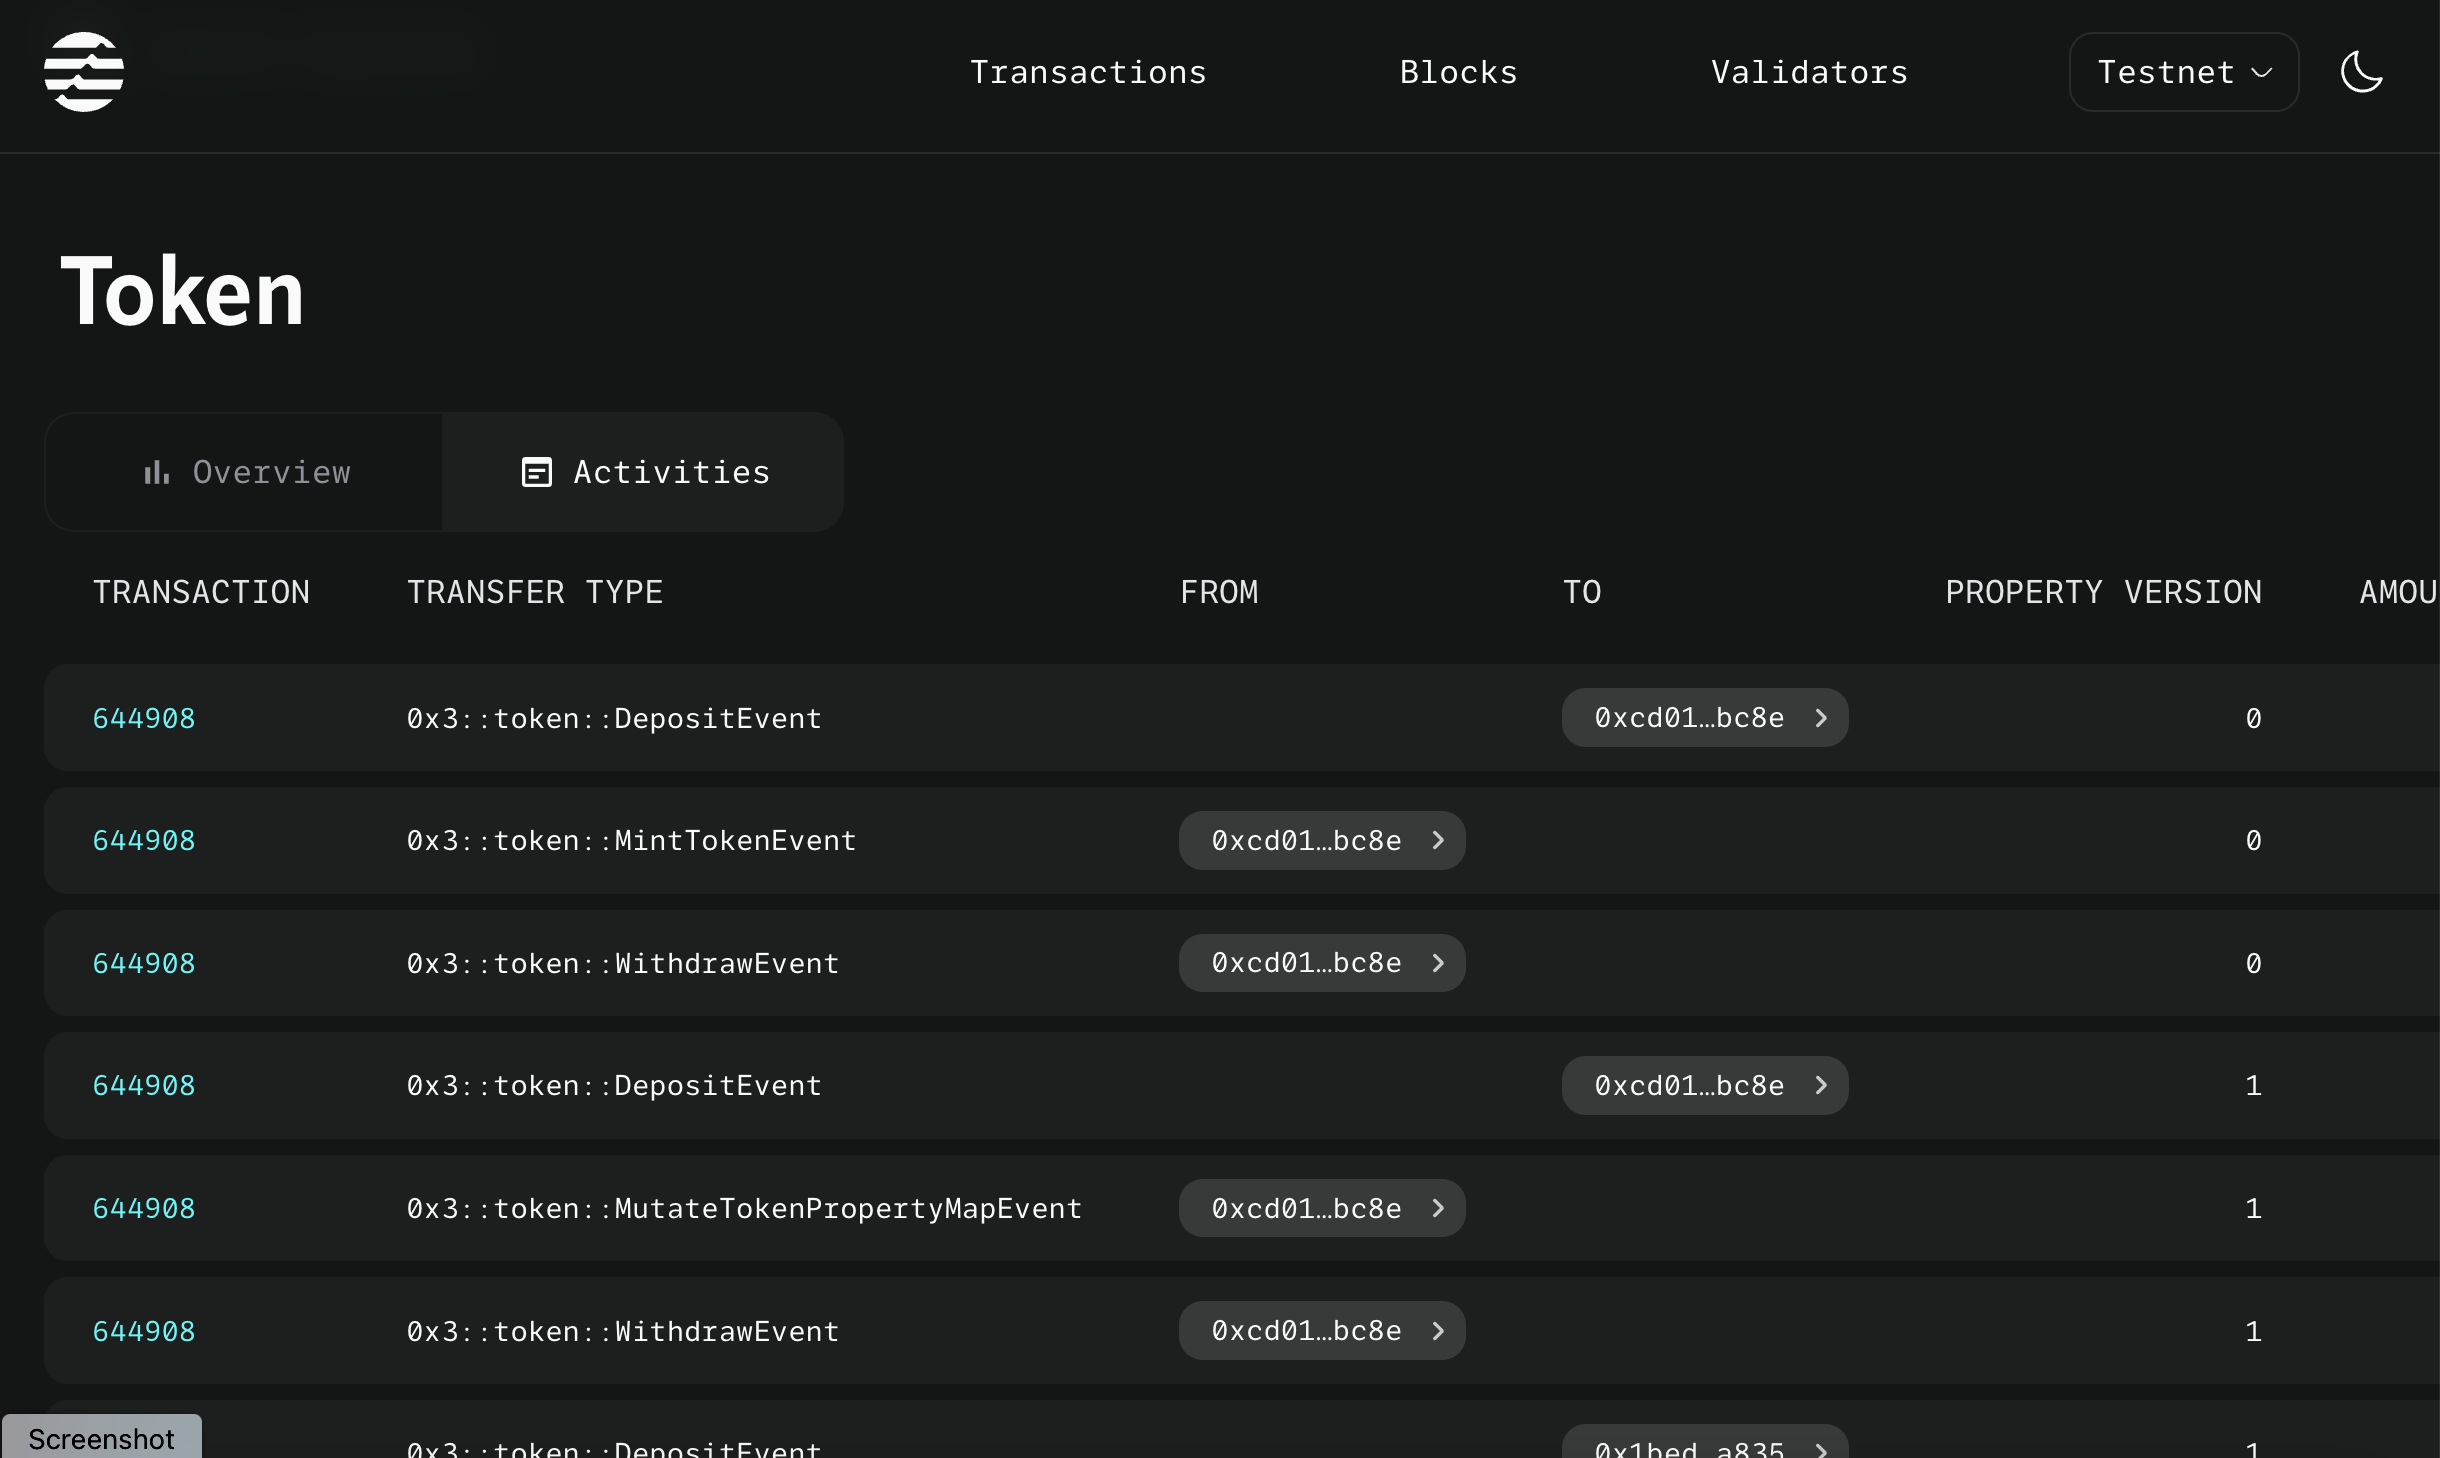 Transactions Blocks Validators Testnet
Token
Overview Activities
TRANSACTION TRANSFER TYPE FROM TO PROPERTY VERSION AMOU
644908 0x3::token::DepositEvent 0xcd01…bc8e 0
644908 0x3::token::MintTokenEvent 0xcd01…bc8e 0
644908 0x3::token::WithdrawEvent 0xcd01…bc8e 0
644908 0x3::token::DepositEvent 0xcd01…bc8e 1
644908 0x3::token::MutateTokenPropertyMapEvent 0xcd01…bc8e 1
644908 0x3::token::WithdrawEvent 0xcd01…bc8e 1
0x3::token::DepositEvent 0x1bed…a835 1
Screenshot